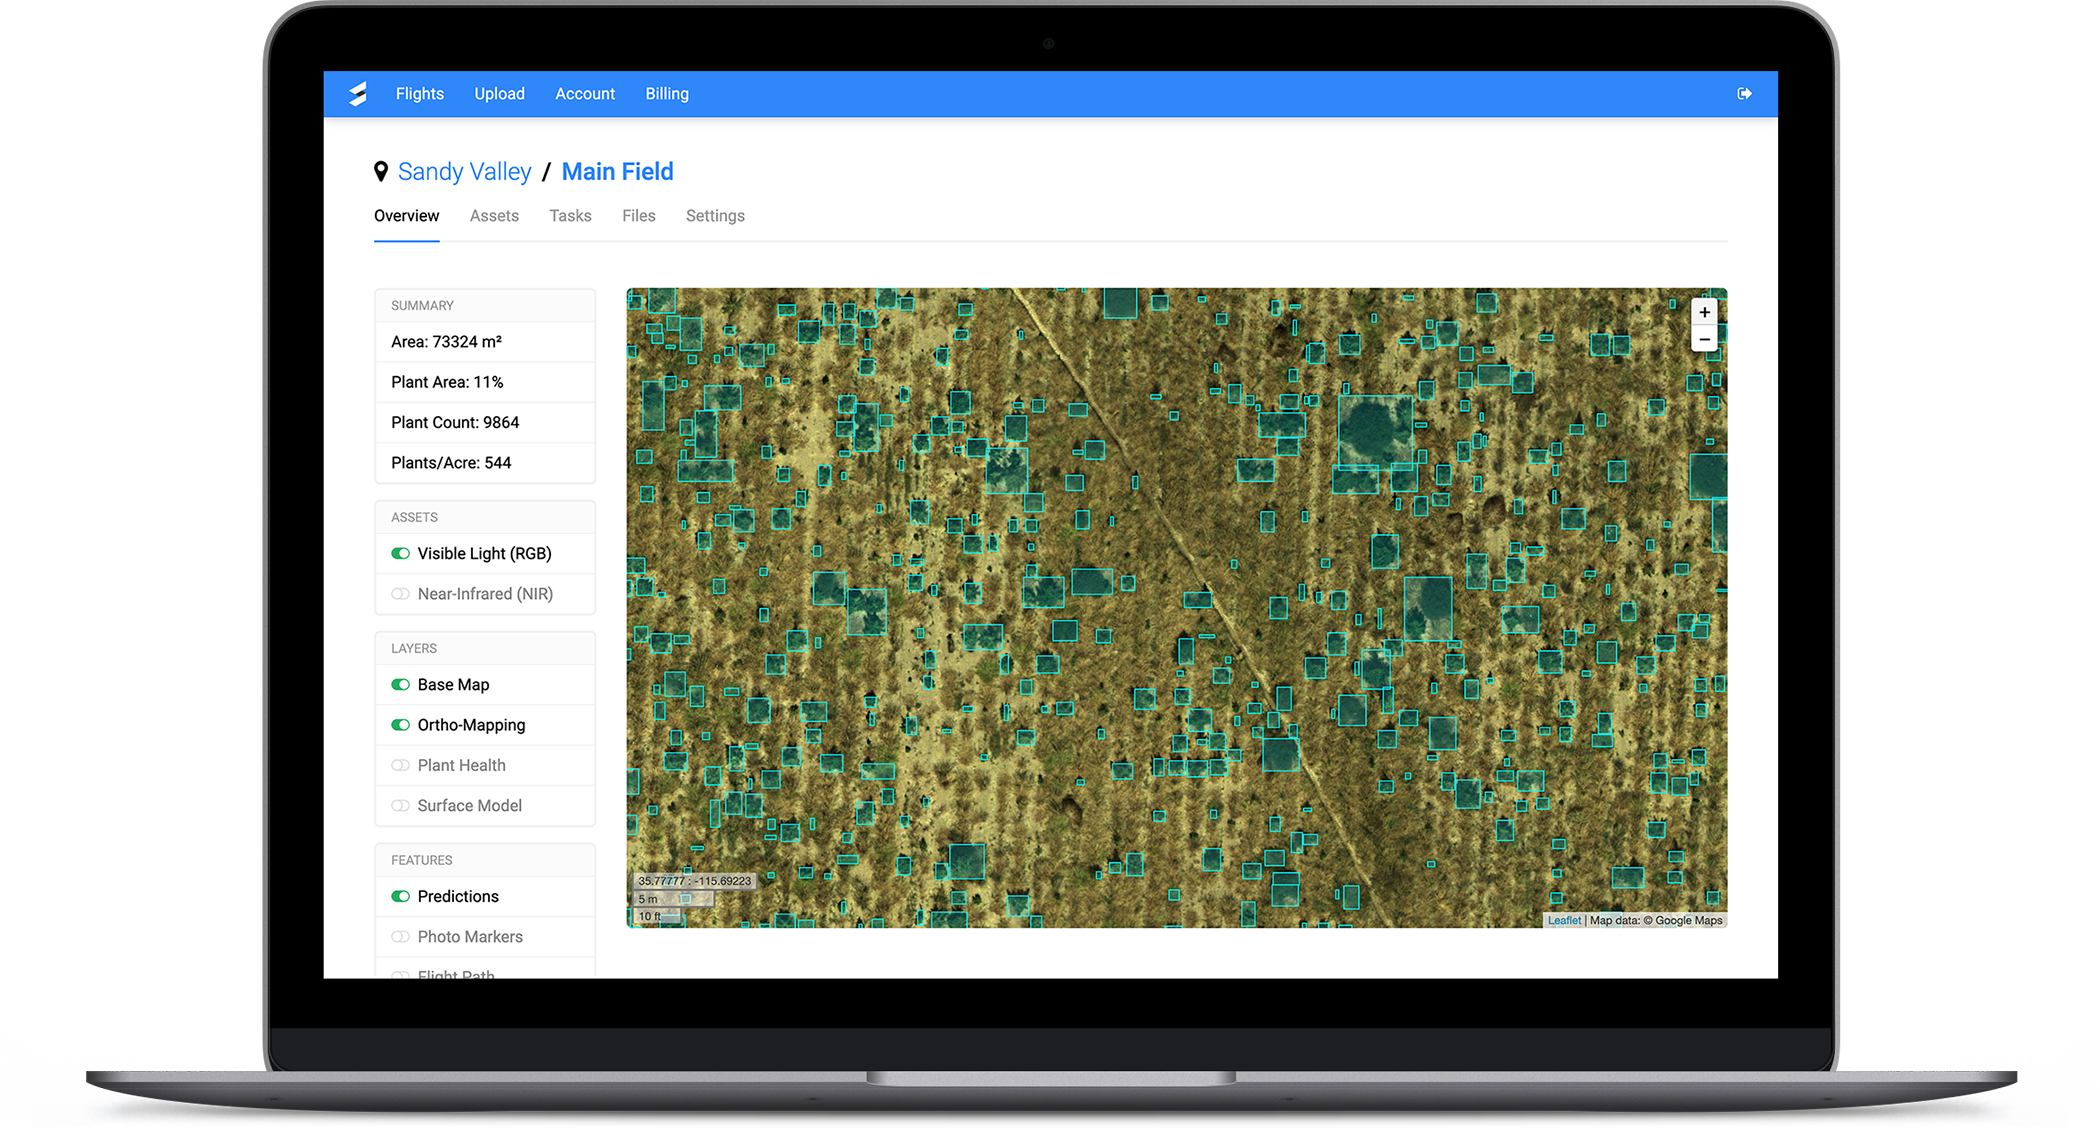 Flights Upload Account Billing
Sandy Valley / Main Field
Overview Assets Tasks Files Settings
SUMMARY
Area: 73324 m²
Plant Area: 11%
Plant Count: 9864
Plants/Acre: 544
ASSETS
Visible Light (RGB)
Near-Infrared (NIR)
LAYERS
Base Map
Ortho-Mapping
Plant Health
Surface Model
FEATURES
Predictions
Photo Markers
Flight Path
+
−
35.77777 : -115.69223
5 m
10 ft
Leaflet | Map data: © Google Maps